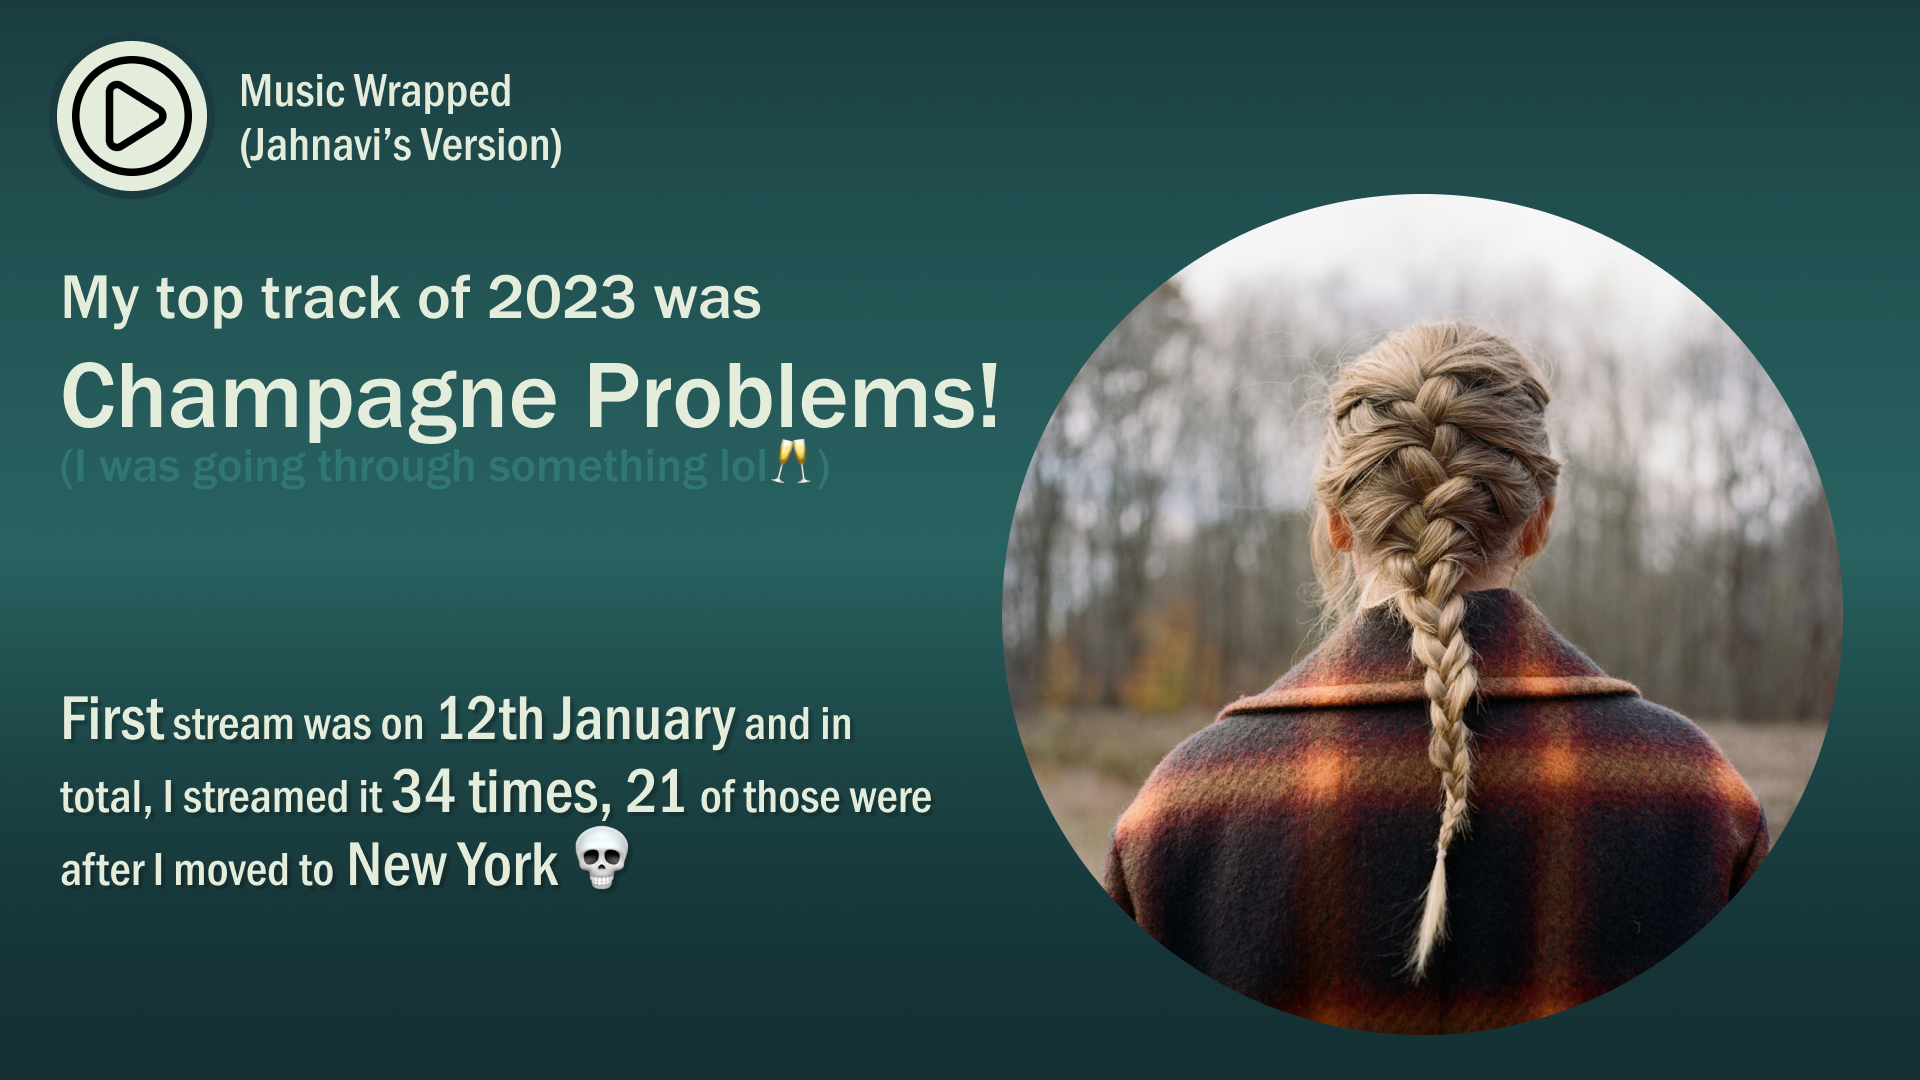 Music Wrapped
(Jahnavi’s Version)
My top track of 2023 was
Champagne Problems!
(I was going through something lol🥂)
First stream was on 12th January and in
total, I streamed it 34 times, 21 of those were
after I moved to New York 💀